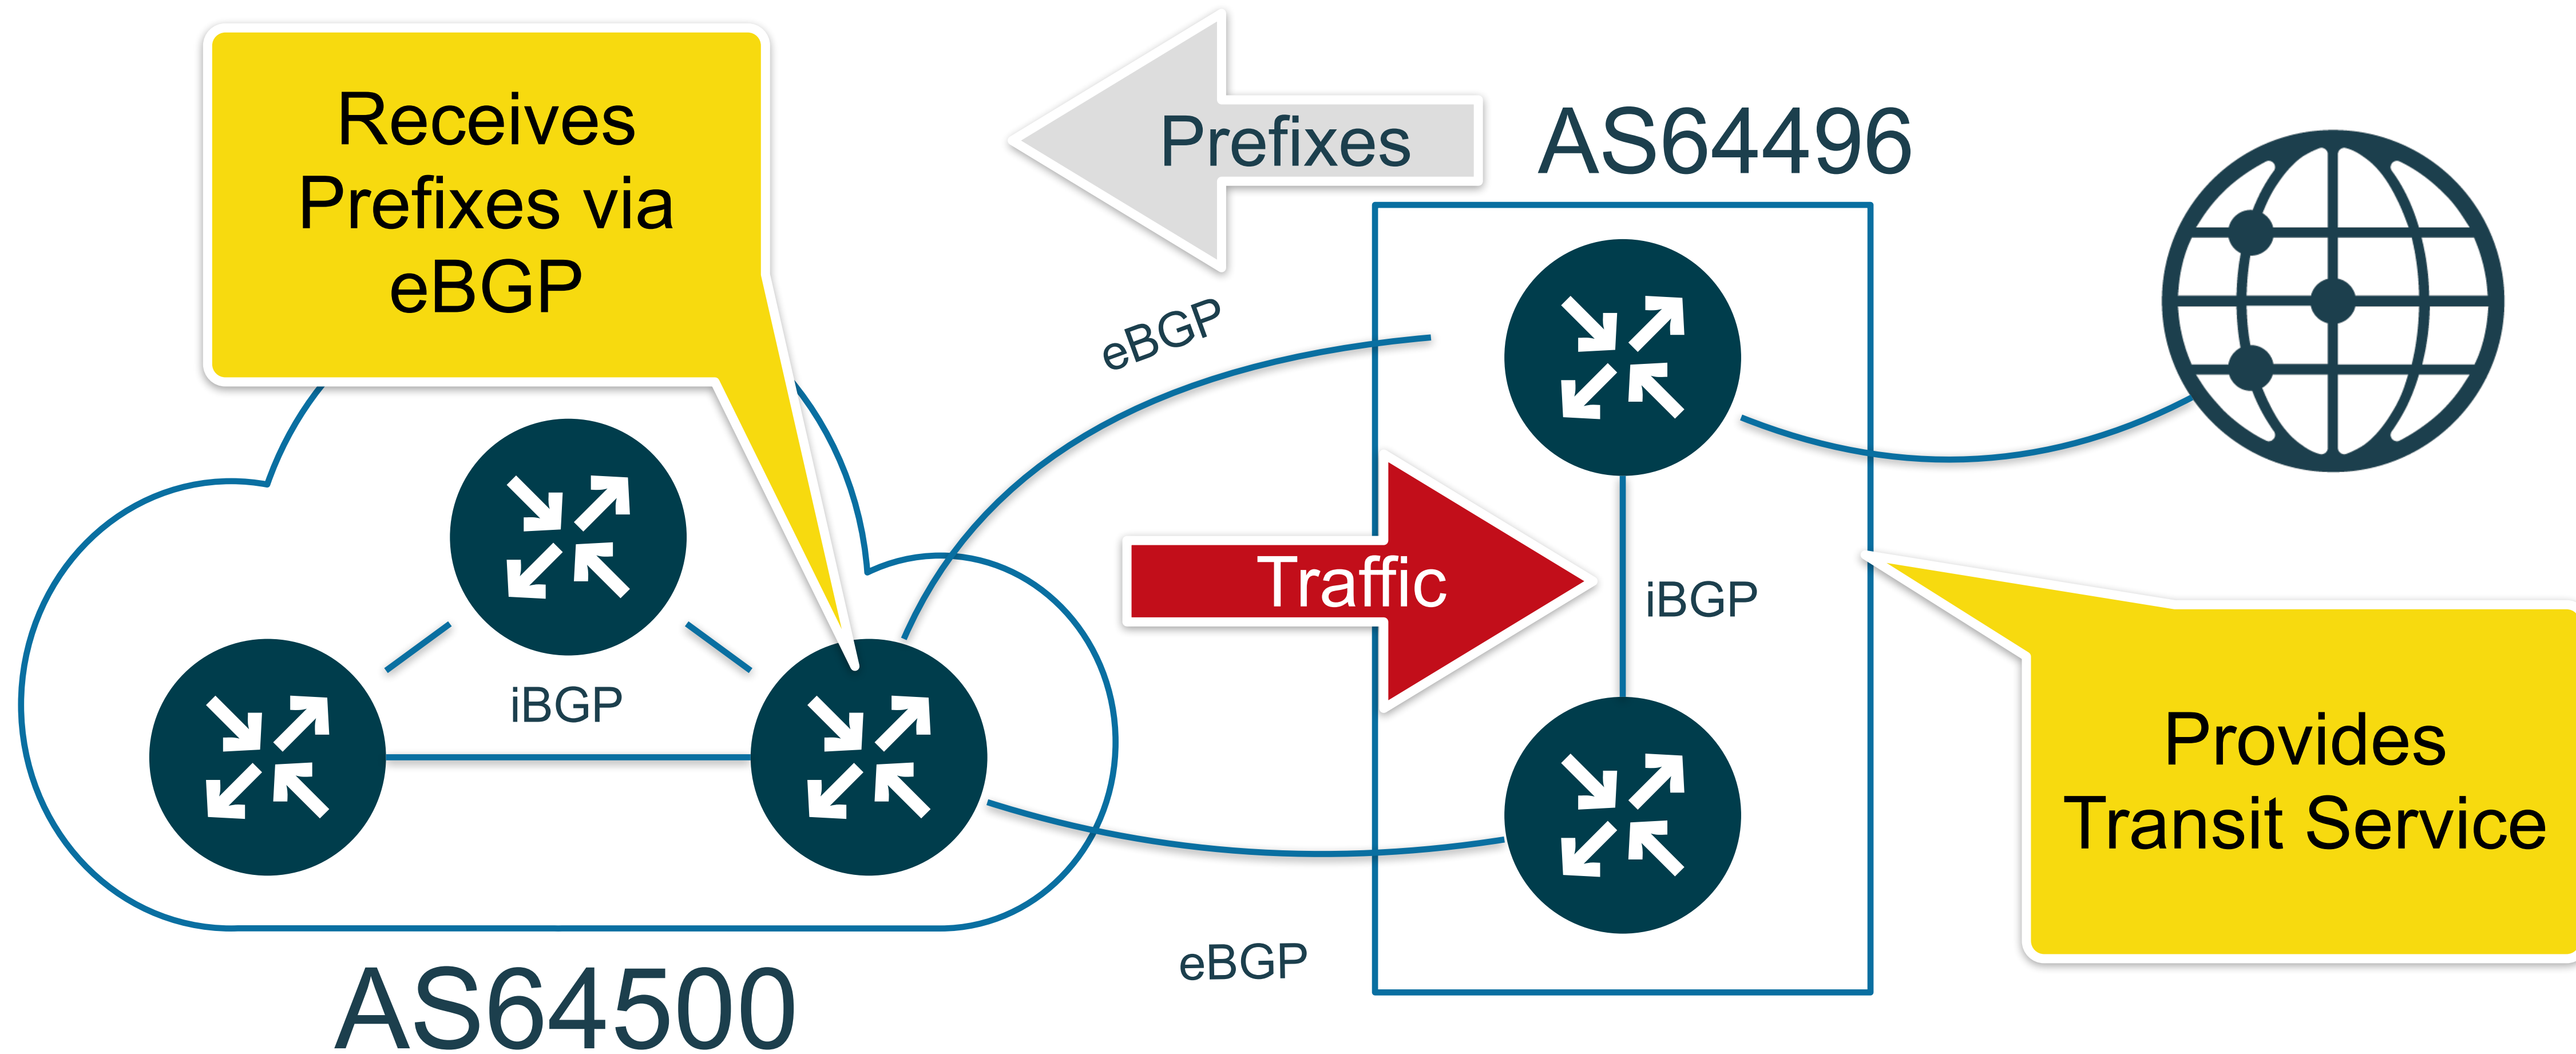 Receives
Prefixes via
eBGP
Prefixes
AS64496
eBGP
Traffic
iBGP
iBGP
Provides
Transit Service
eBGP
AS64500